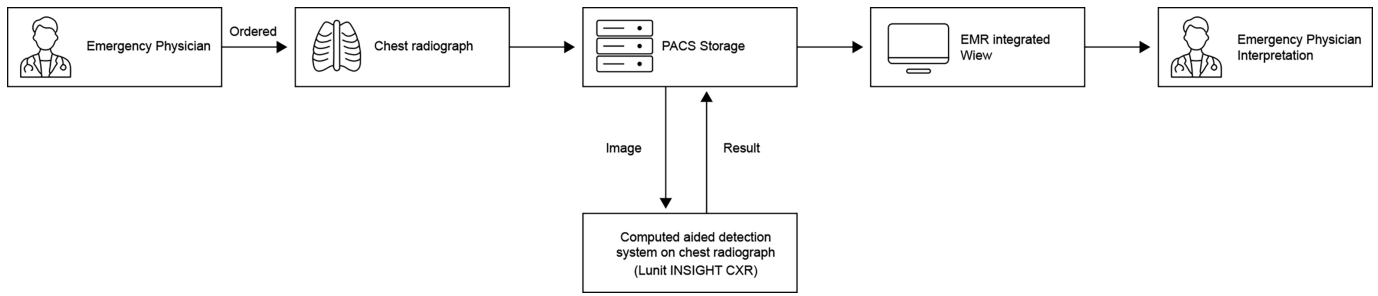 Emergency Physician
Ordered
Chest radiograph
PACS Storage
EMR integrated
Wiew
Emergency Physician
Interpretation
Image
Result
Computed aided detection
system on chest radiograph
(Lunit INSIGHT CXR)